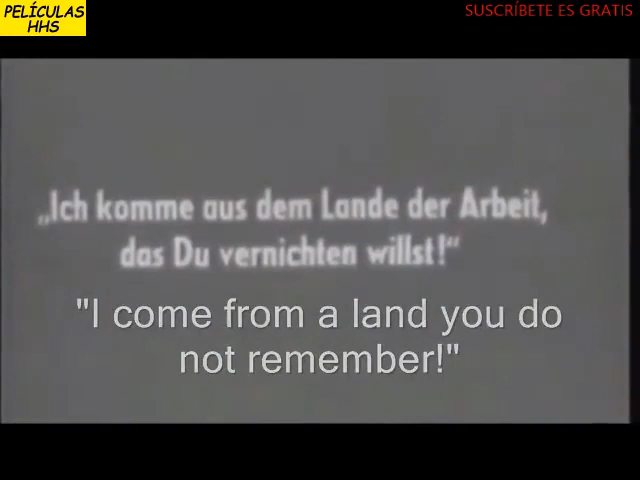 PELÍCULAS
HHS
SUSCRÍBETE ES GRATIS
„Ich komme aus dem Lande der Arbeit,
das Du vernichten willst!“
"I come from a land you do
not remember!"